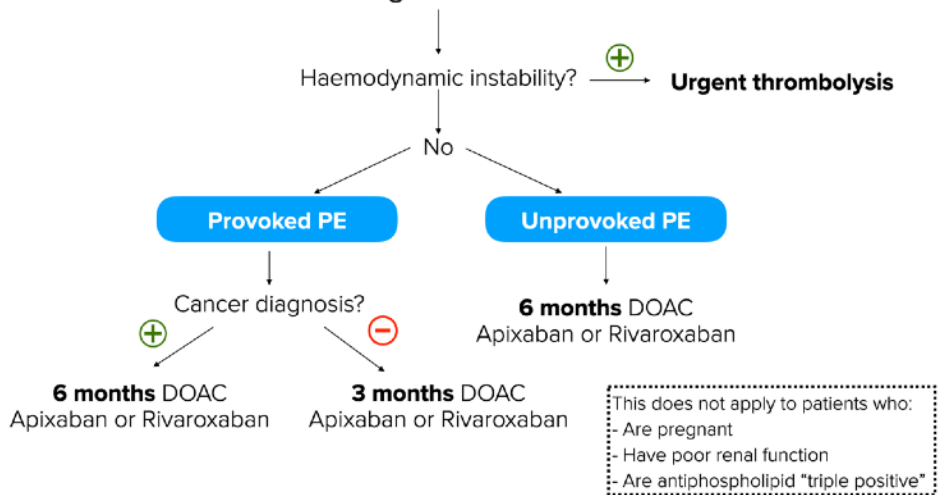 Haemodynamic instability?
Urgent thrombolysis
No
Provoked PE
Unprovoked PE
Cancer diagnosis?
6 months DOAC
Apixaban or Rivaroxaban
6 months DOAC
Apixaban or Rivaroxaban
3 months DOAC
Apixaban or Rivaroxaban
This does not apply to patients who:
- Are pregnant
- Have poor renal function
- Are antiphospholipid “triple positive”